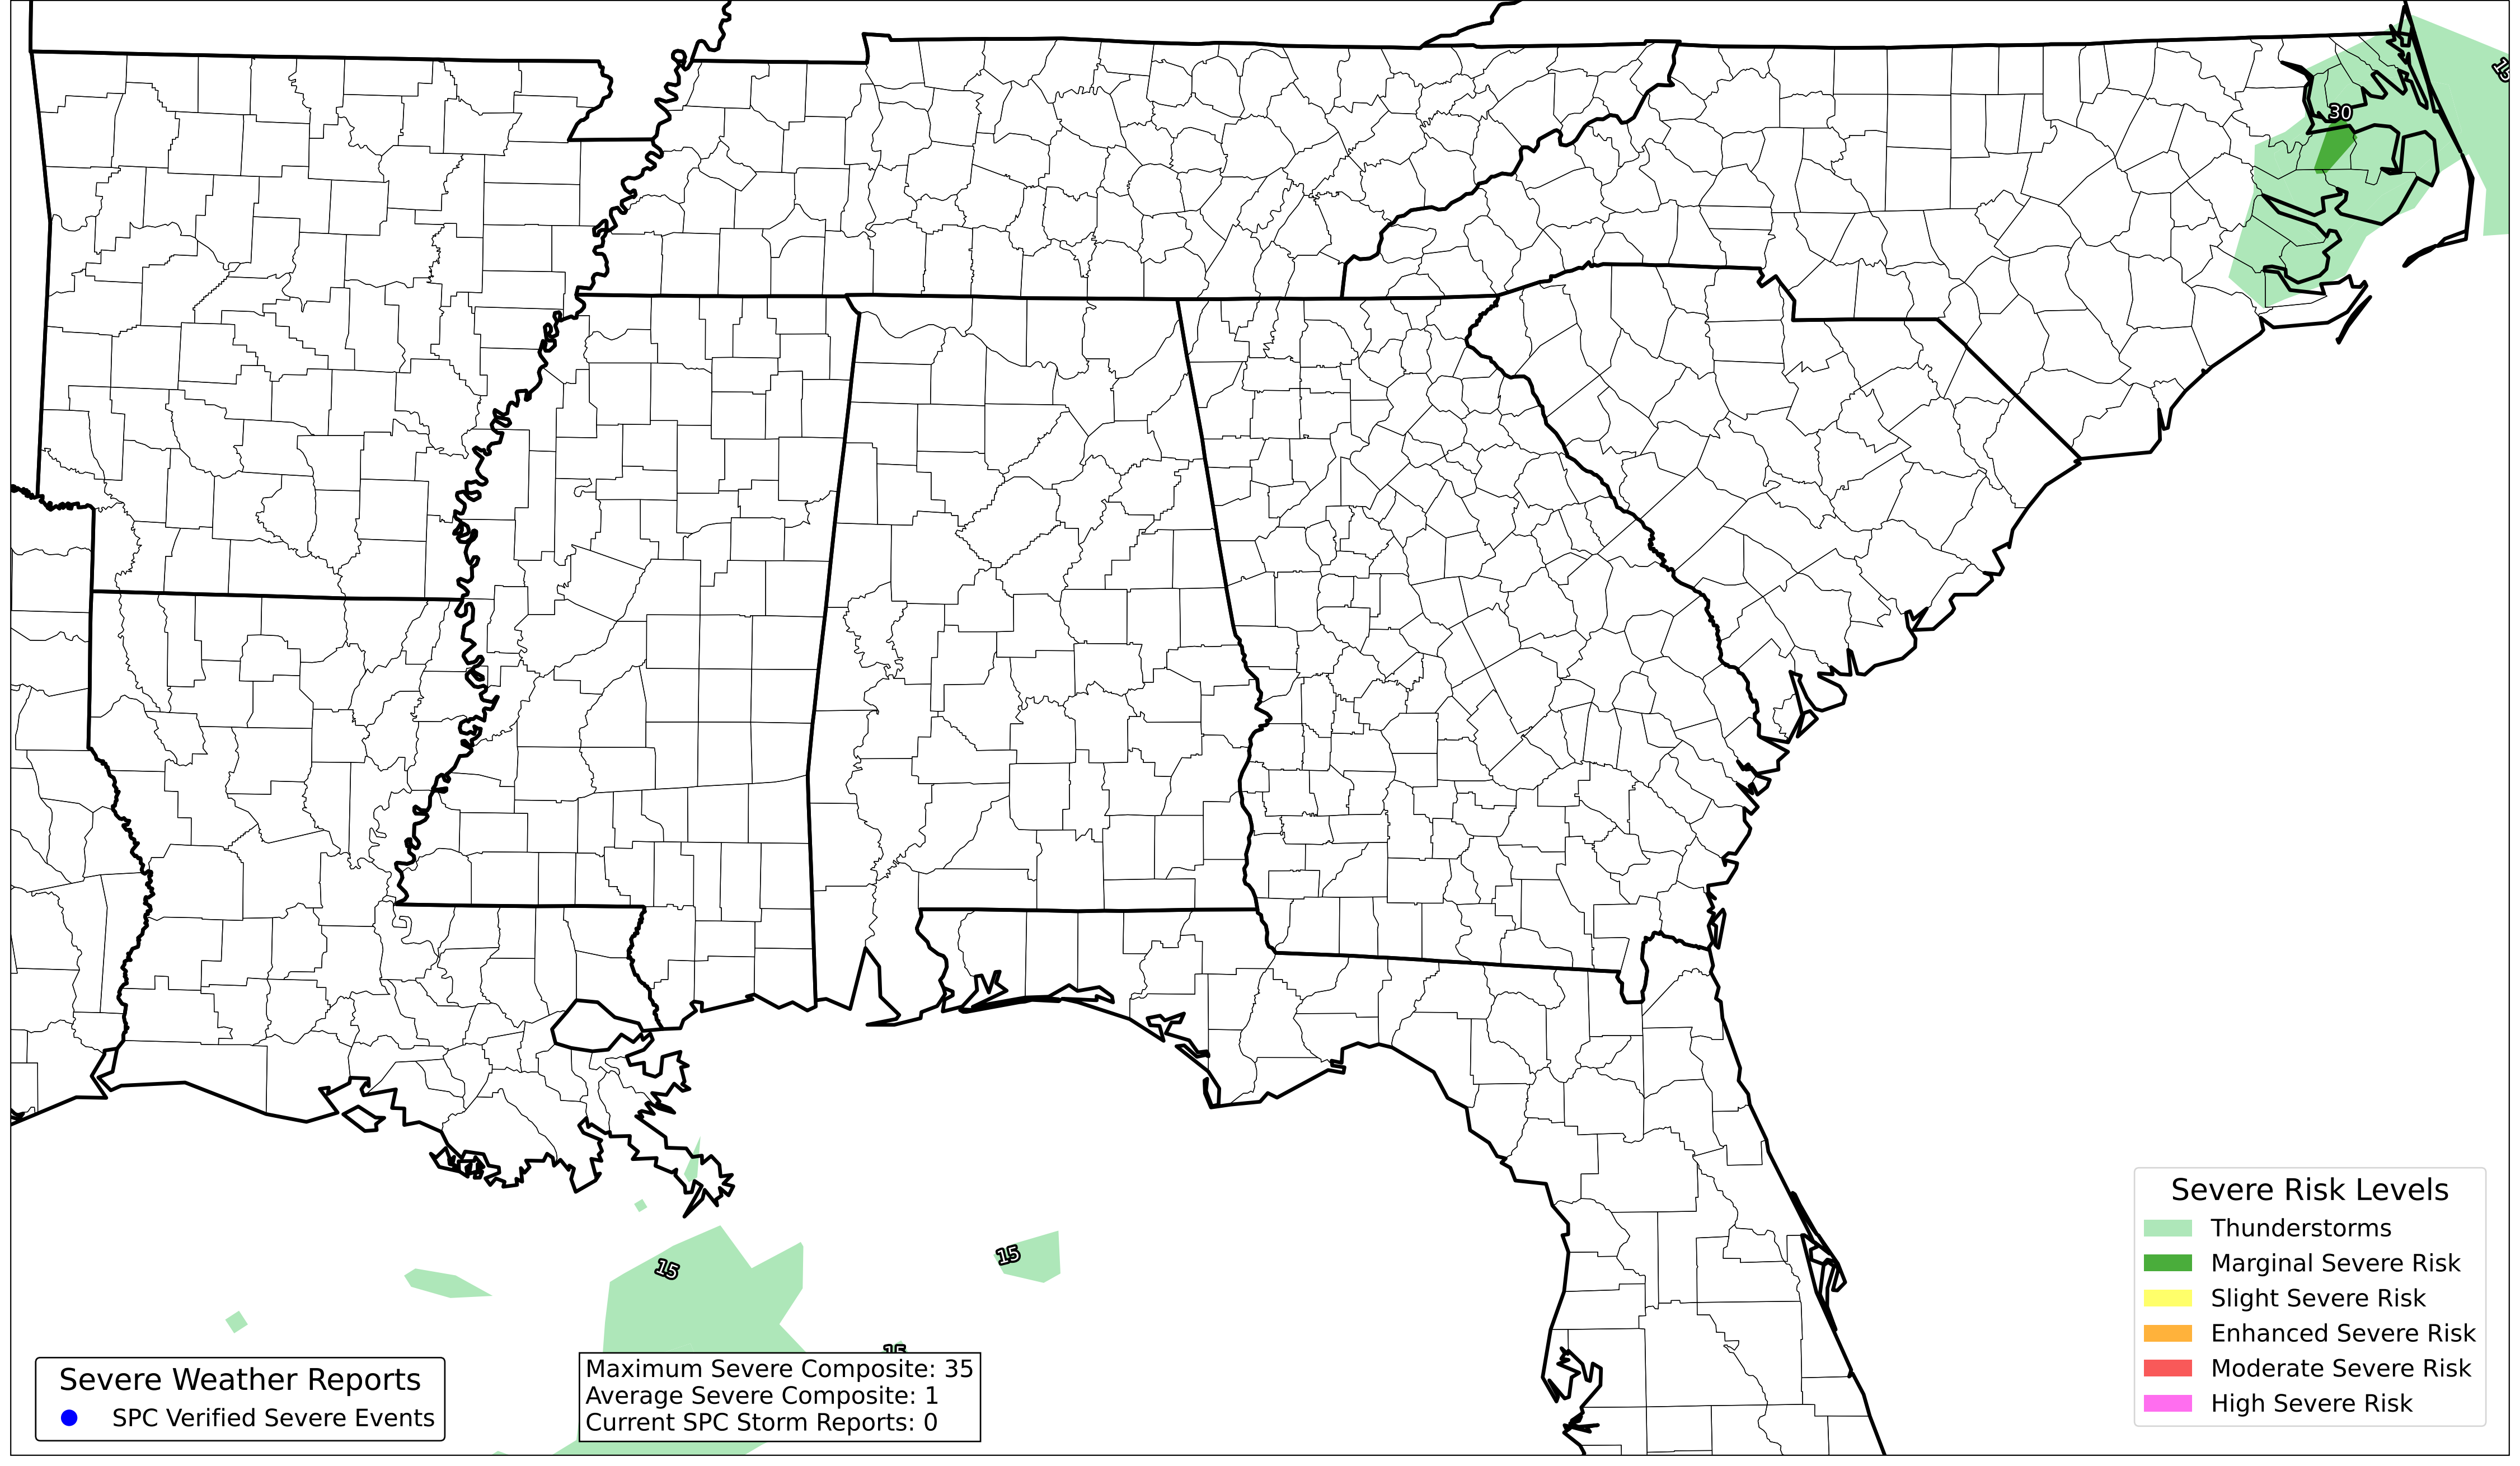 15
30
15
15
15
Severe Risk Levels
Thunderstorms
Marginal Severe Risk
Slight Severe Risk
Enhanced Severe Risk
Moderate Severe Risk
High Severe Risk
Severe Weather Reports
SPC Verified Severe Events
Maximum Severe Composite: 35
Average Severe Composite: 1
Current SPC Storm Reports: 0